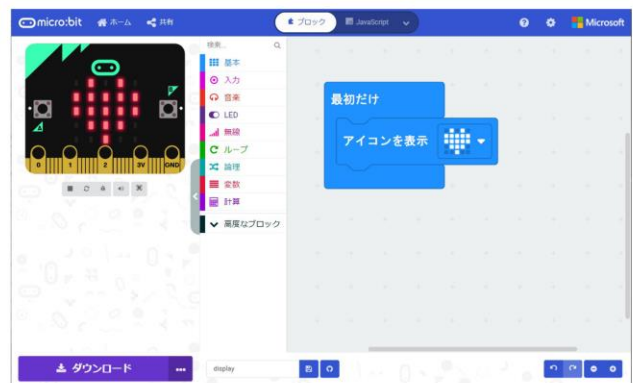 micro:bit ホーム 共有 ブロック JavaScript Microsoft
検索...
基本
入力
音楽
LED
無線
ループ
論理
変数
計算
高度なブロック
最初だけ
アイコンを表示
A
B
0 1 2 3V GND
ダウンロード ... display